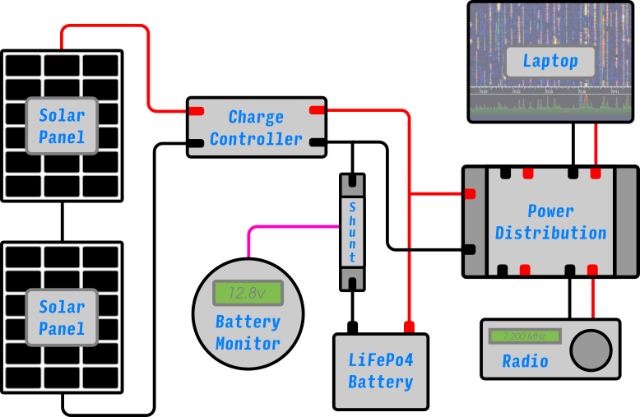 Solar
Panel
Charge
Controller
Laptop
Shunt
Power
Distribution
12.8v
Battery
Monitor
Solar
Panel
LiFePo4
Battery
7.200 MHz
Radio